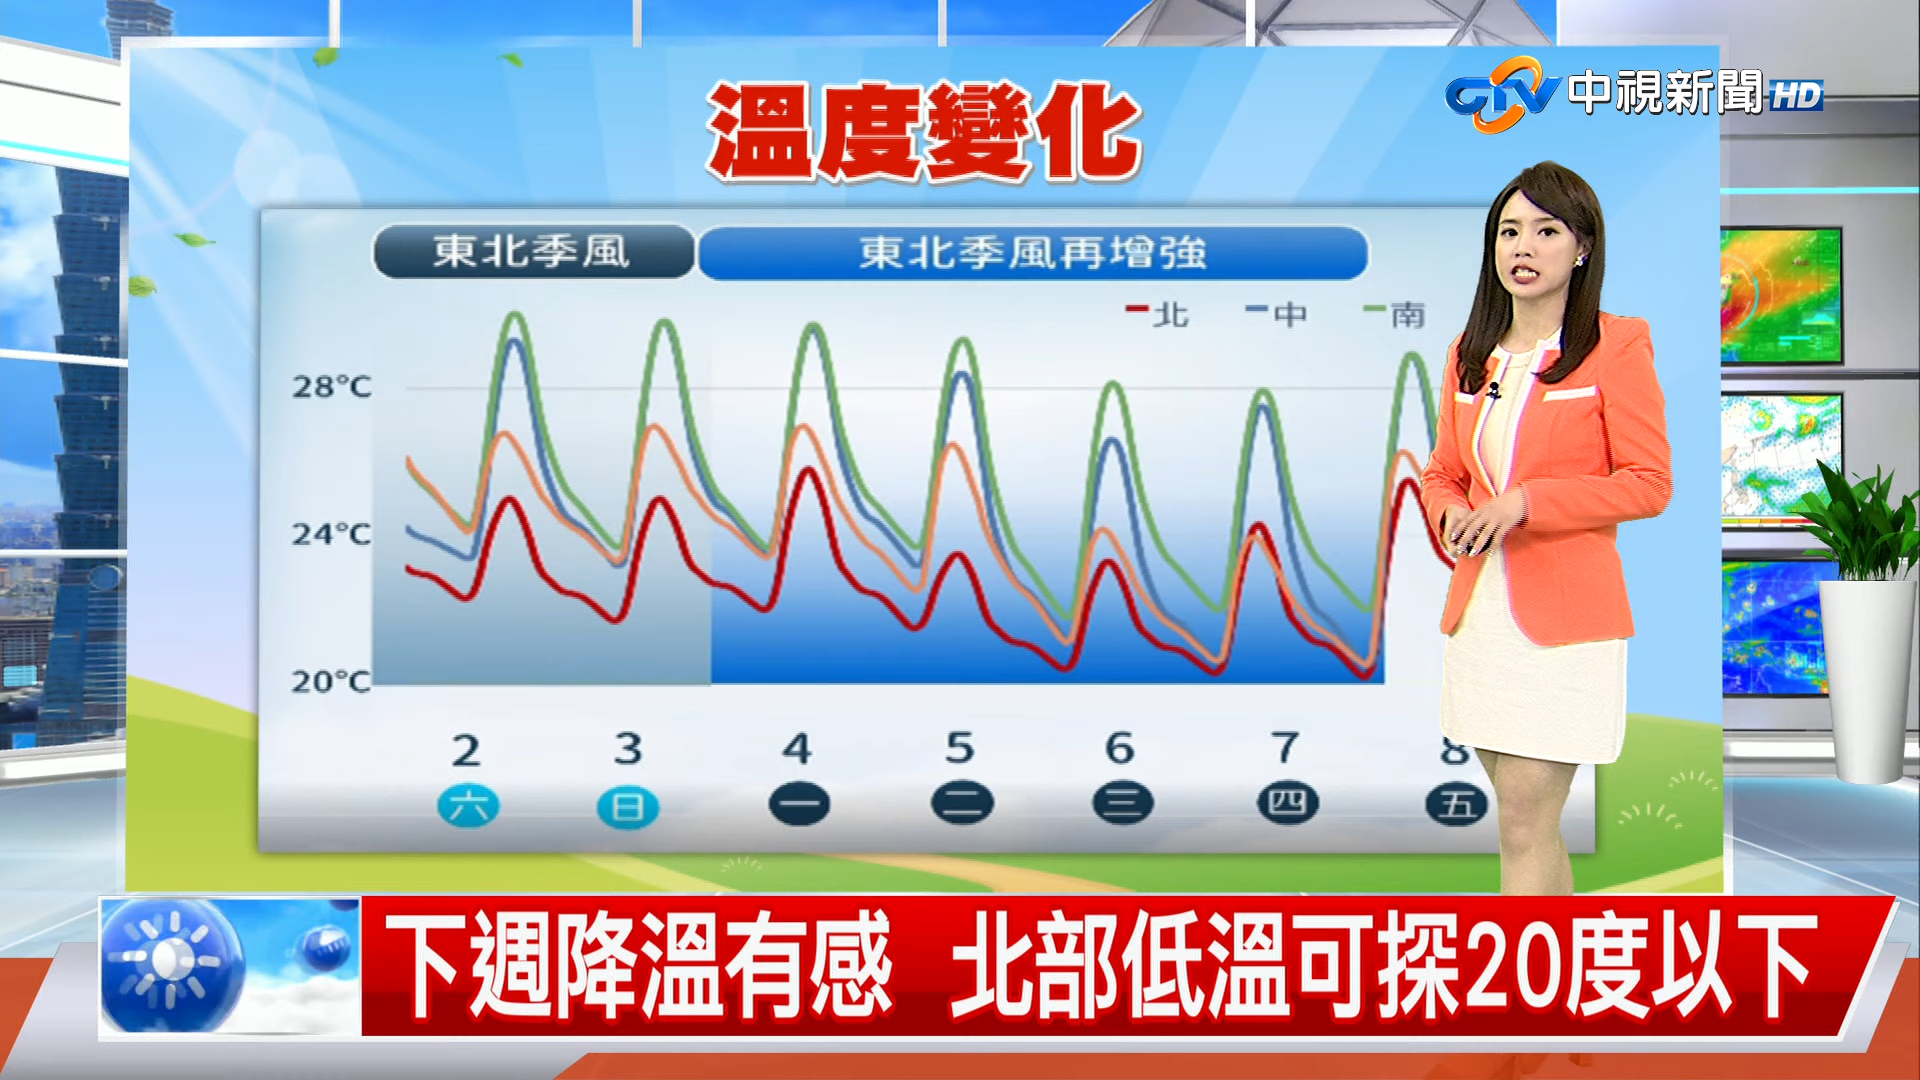 溫度變化
CTV 中視新聞 HD
東北季風
東北季風再增強
北 中 南
28°C
24°C
20°C
2 3 4 5 6 7 8
六 日 一 二 三 四 五
下週降溫有感 北部低溫可探20度以下